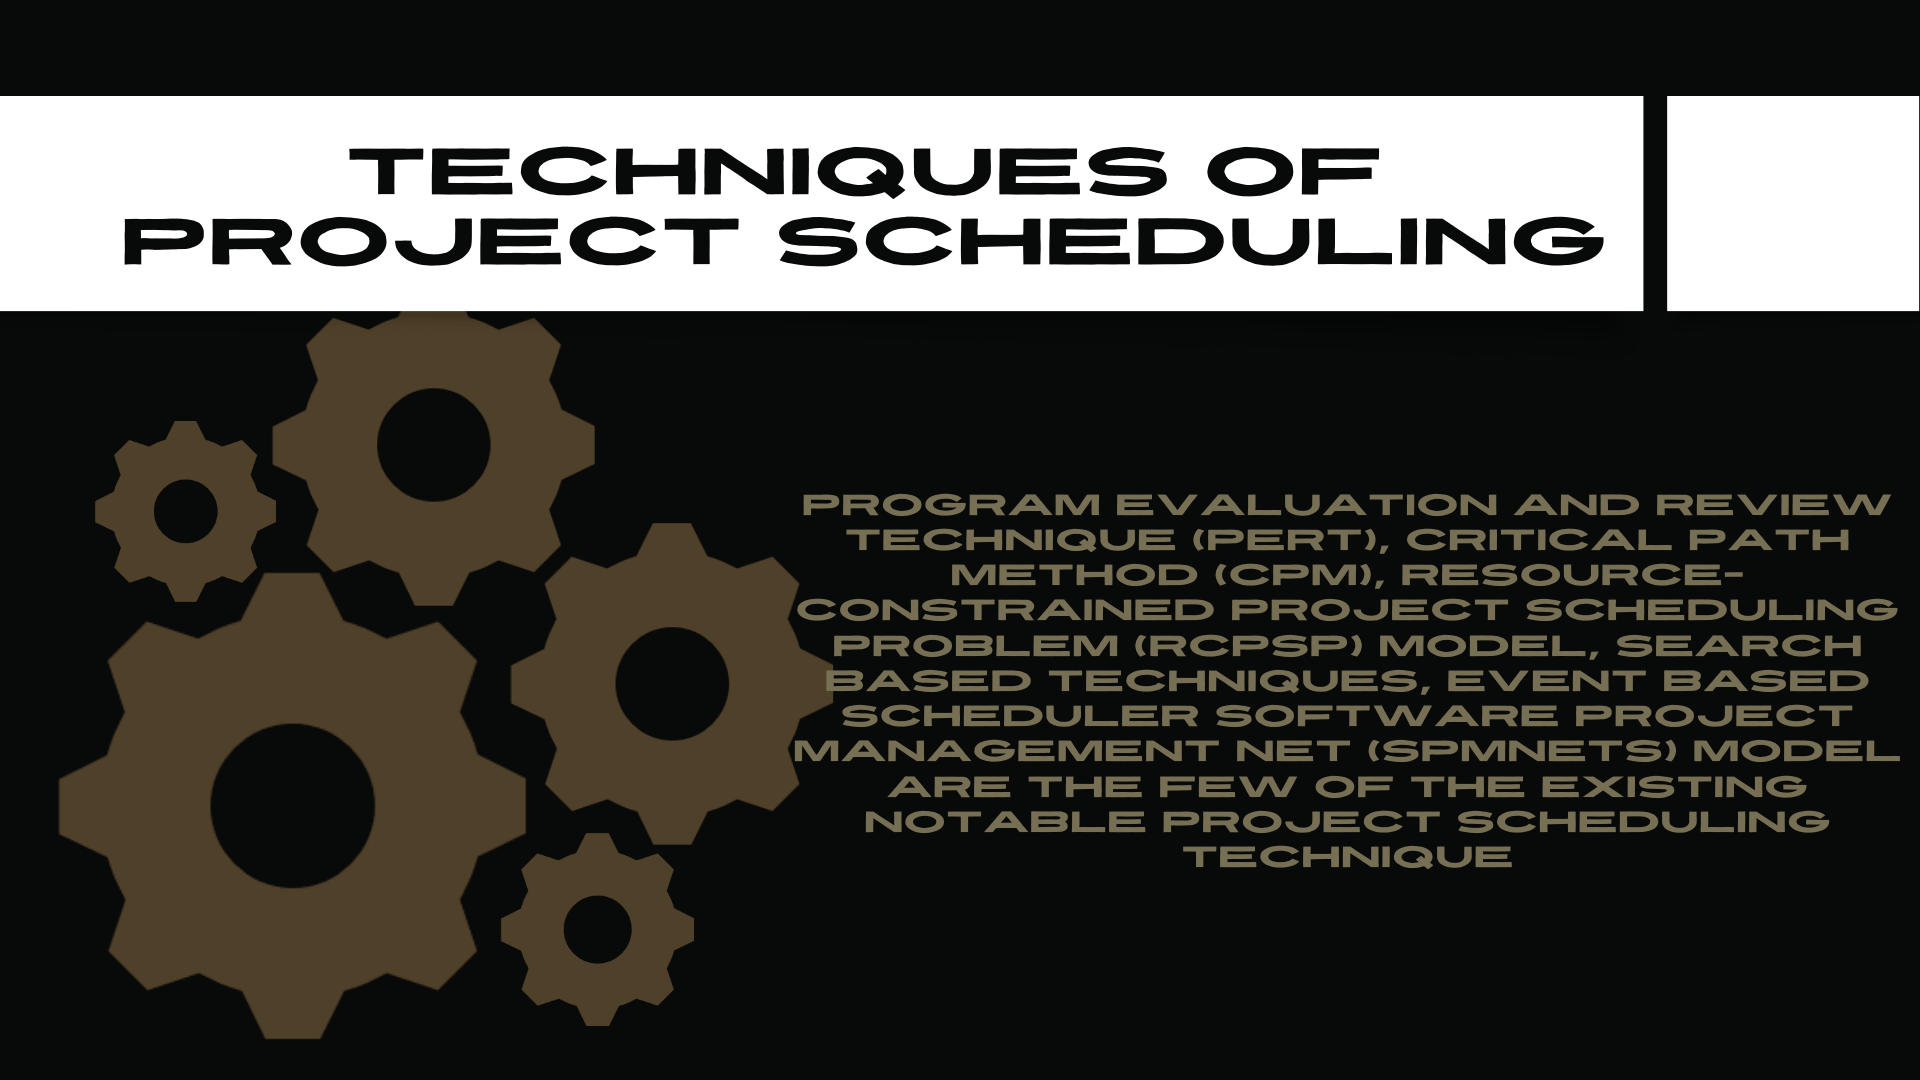 TECHNIQUES OF
PROJECT SCHEDULING
PROGRAM EVALUATION AND REVIEW
TECHNIQUE (PERT), CRITICAL PATH
METHOD (CPM), RESOURCE-
CONSTRAINED PROJECT SCHEDULING
PROBLEM (RCPSP) MODEL, SEARCH
BASED TECHNIQUES, EVENT BASED
SCHEDULER SOFTWARE PROJECT
MANAGEMENT NET (SPMNETS) MODEL
ARE THE FEW OF THE EXISTING
NOTABLE PROJECT SCHEDULING
TECHNIQUE